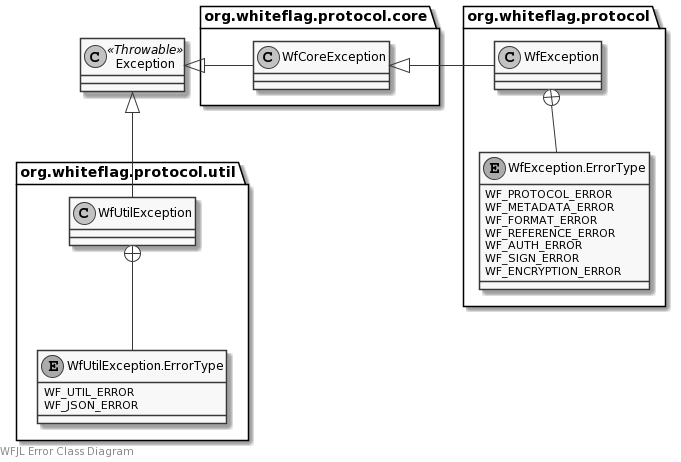 org.whiteflag.protocol.core
org.whiteflag.protocol
C
«Throwable»
Exception
C WfCoreException
C WfException
E WfException.ErrorType
WF_PROTOCOL_ERROR
WF_METADATA_ERROR
WF_FORMAT_ERROR
WF_REFERENCE_ERROR
WF_AUTH_ERROR
WF_SIGN_ERROR
WF_ENCRYPTION_ERROR
org.whiteflag.protocol.util
C WfUtilException
E WfUtilException.ErrorType
WF_UTIL_ERROR
WF_JSON_ERROR
WFJL Error Class Diagram